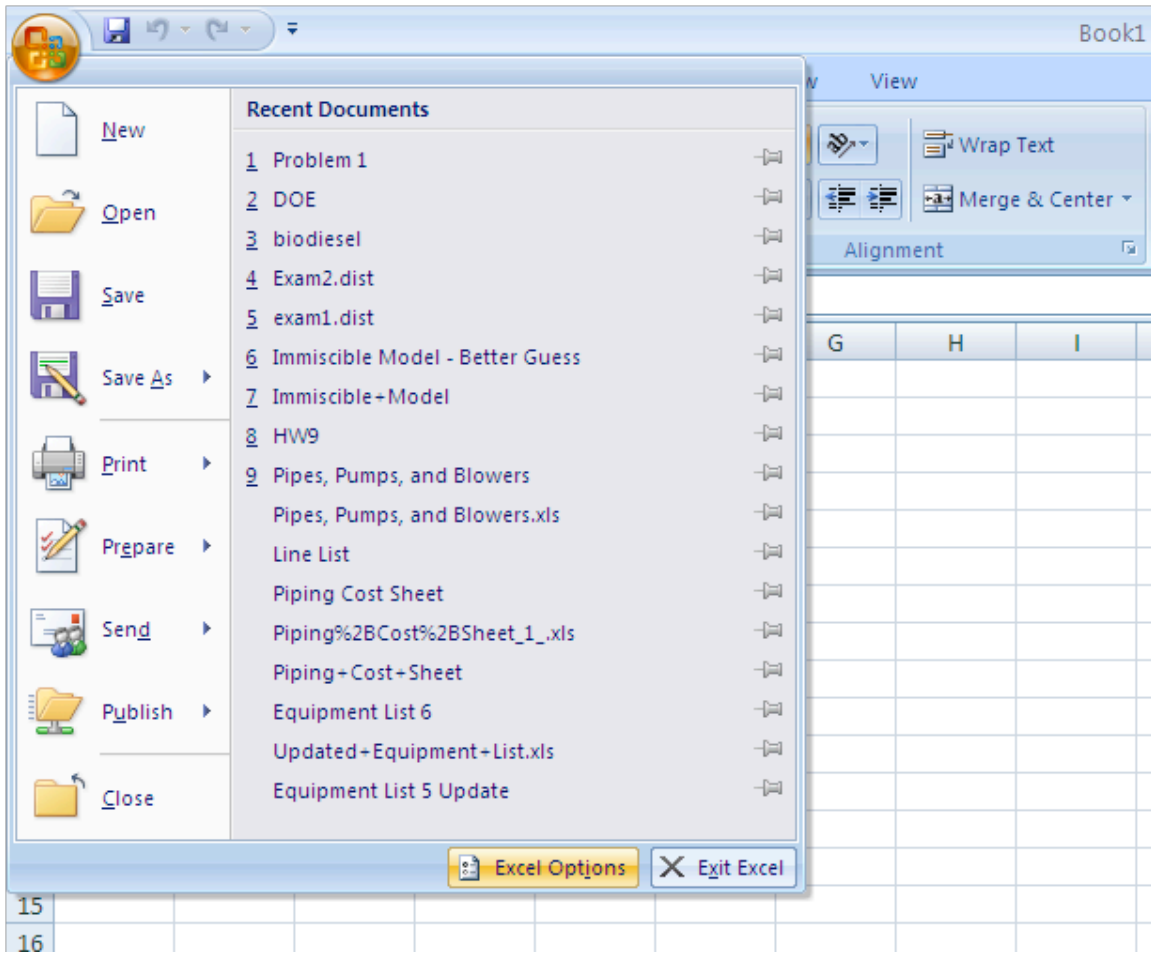 Book1
w View
New
Open
Save
Save As
Print
Prepare
Send
Publish
Close
Recent Documents
1 Problem 1
2 DOE
3 biodiesel
4 Exam2.dist
5 exam1.dist
6 Immiscible Model - Better Guess
7 Immiscible+Model
8 HW9
9 Pipes, Pumps, and Blowers
Pipes, Pumps, and Blowers.xls
Line List
Piping Cost Sheet
Piping%2BCost%2BSheet_1_.xls
Piping+Cost+Sheet
Equipment List 6
Updated+Equipment+List.xls
Equipment List 5 Update
Excel Options Exit Excel
Wrap Text
Merge & Center
Alignment
G H I
15
16